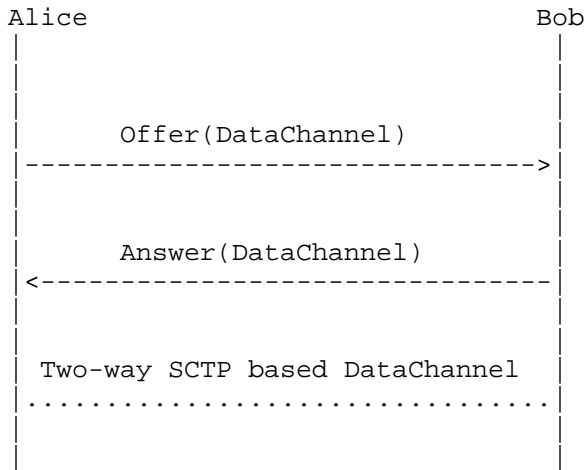 Alice Bob
Offer(DataChannel)
Answer(DataChannel)
Two-way SCTP based DataChannel